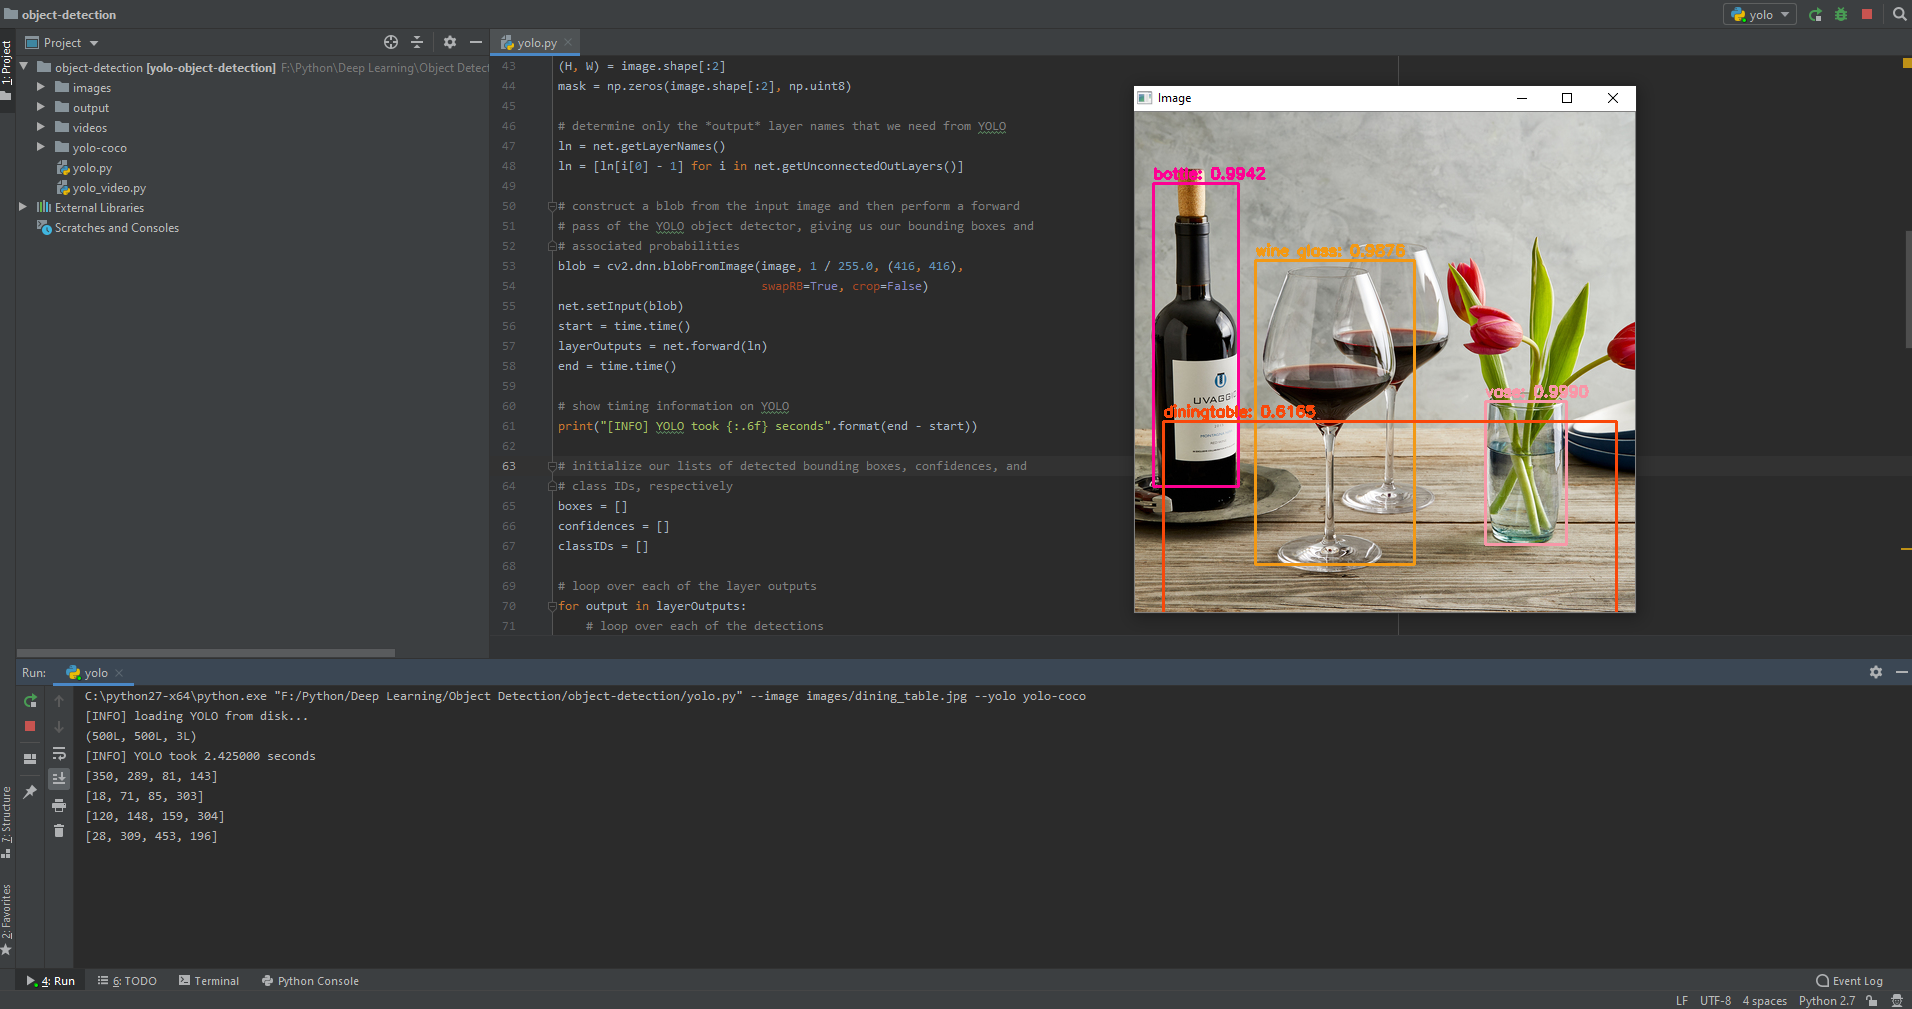 object-detection
yolo
Project
yolo.py
1: Project
object-detection [yolo-object-detection] F:\Python\Deep Learning\Object Detect
images
output
videos
yolo-coco
yolo.py
yolo_video.py
External Libraries
Scratches and Consoles
43 (H, W) = image.shape[:2]
44 mask = np.zeros(image.shape[:2], np.uint8)
45
46 # determine only the *output* layer names that we need from YOLO
47 ln = net.getLayerNames()
48 ln = [ln[i[0] - 1] for i in net.getUnconnectedOutLayers()]
49
50 # construct a blob from the input image and then perform a forward
51 # pass of the YOLO object detector, giving us our bounding boxes and
52 # associated probabilities
53 blob = cv2.dnn.blobFromImage(image, 1 / 255.0, (416, 416),
54 swapRB=True, crop=False)
55 net.setInput(blob)
56 start = time.time()
57 layerOutputs = net.forward(ln)
58 end = time.time()
59
60 # show timing information on YOLO
61 print("[INFO] YOLO took {:.6f} seconds".format(end - start))
62
63 # initialize our lists of detected bounding boxes, confidences, and
64 # class IDs, respectively
65 boxes = []
66 confidences = []
67 classIDs = []
68
69 # loop over each of the layer outputs
70 for output in layerOutputs:
71 # loop over each of the detections
Image
bottle: 0.9942
wine glass:
vase: 0.9990
UVAGGIO
diningtable: 0.6165
Run: yolo
C:\python27-x64\python.exe "F:/Python/Deep Learning/Object Detection/object-detection/yolo.py" --image images/dining_table.jpg --yolo yolo-coco
[INFO] loading YOLO from disk...
(500L, 500L, 3L)
[INFO] YOLO took 2.425000 seconds
[350, 289, 81, 143]
[18, 71, 85, 303]
[120, 148, 159, 304]
[28, 309, 453, 196]
7: Structure
2: Favorites
4: Run
6: TODO
Terminal
Python Console
Event Log
LF UTF-8 4 spaces Python 2.7